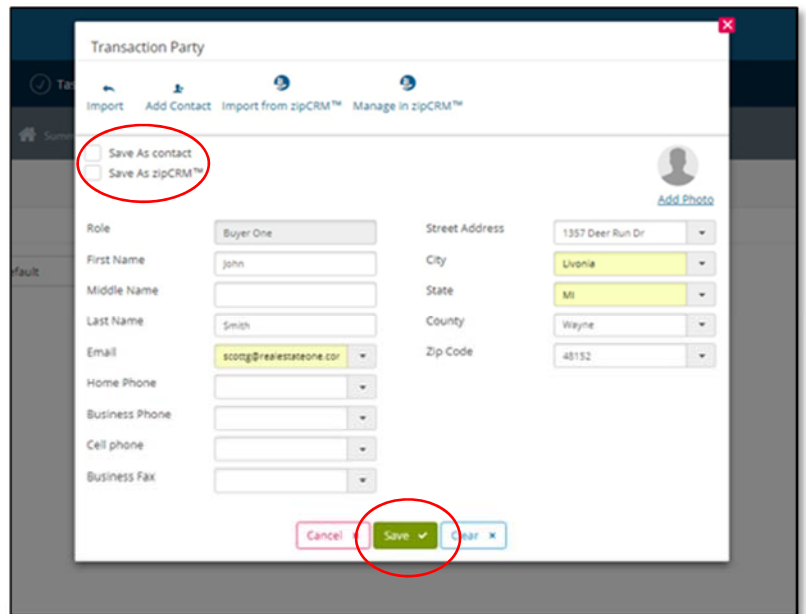 Transaction Party
Tas
Import Add Contact Import from zipCRM™ Manage in zipCRM™
Summ
Save As contact
Save As zipCRM™
Add Photo
Role Buyer One Street Address 1357 Deer Run Dr
First Name John City Livonia
efault
Middle Name State MI
Last Name Smith County Wayne
Email scottg@realestateone.cor Zip Code 48152
Home Phone
Business Phone
Cell phone
Business Fax
Cancel Save Clear